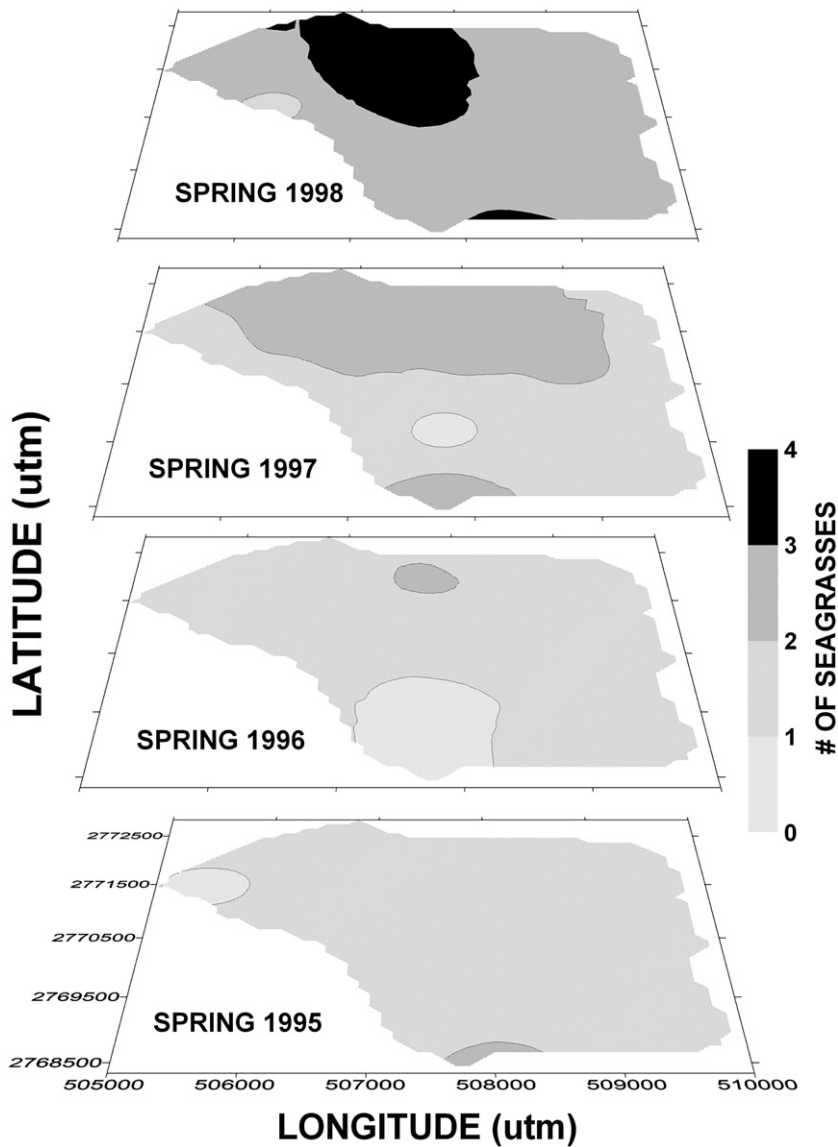 SPRING 1998
SPRING 1997
SPRING 1996
SPRING 1995
LATITUDE (utm)
4
3
2
1
0
# OF SEAGRASSES
2772500
2771500
2770500
2769500
2768500
505000 506000 507000 508000 509000 510000
LONGITUDE (utm)